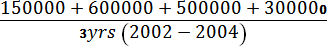 150000 + 600000 + 500000 + 300000
3yrs (2002 − 2004)